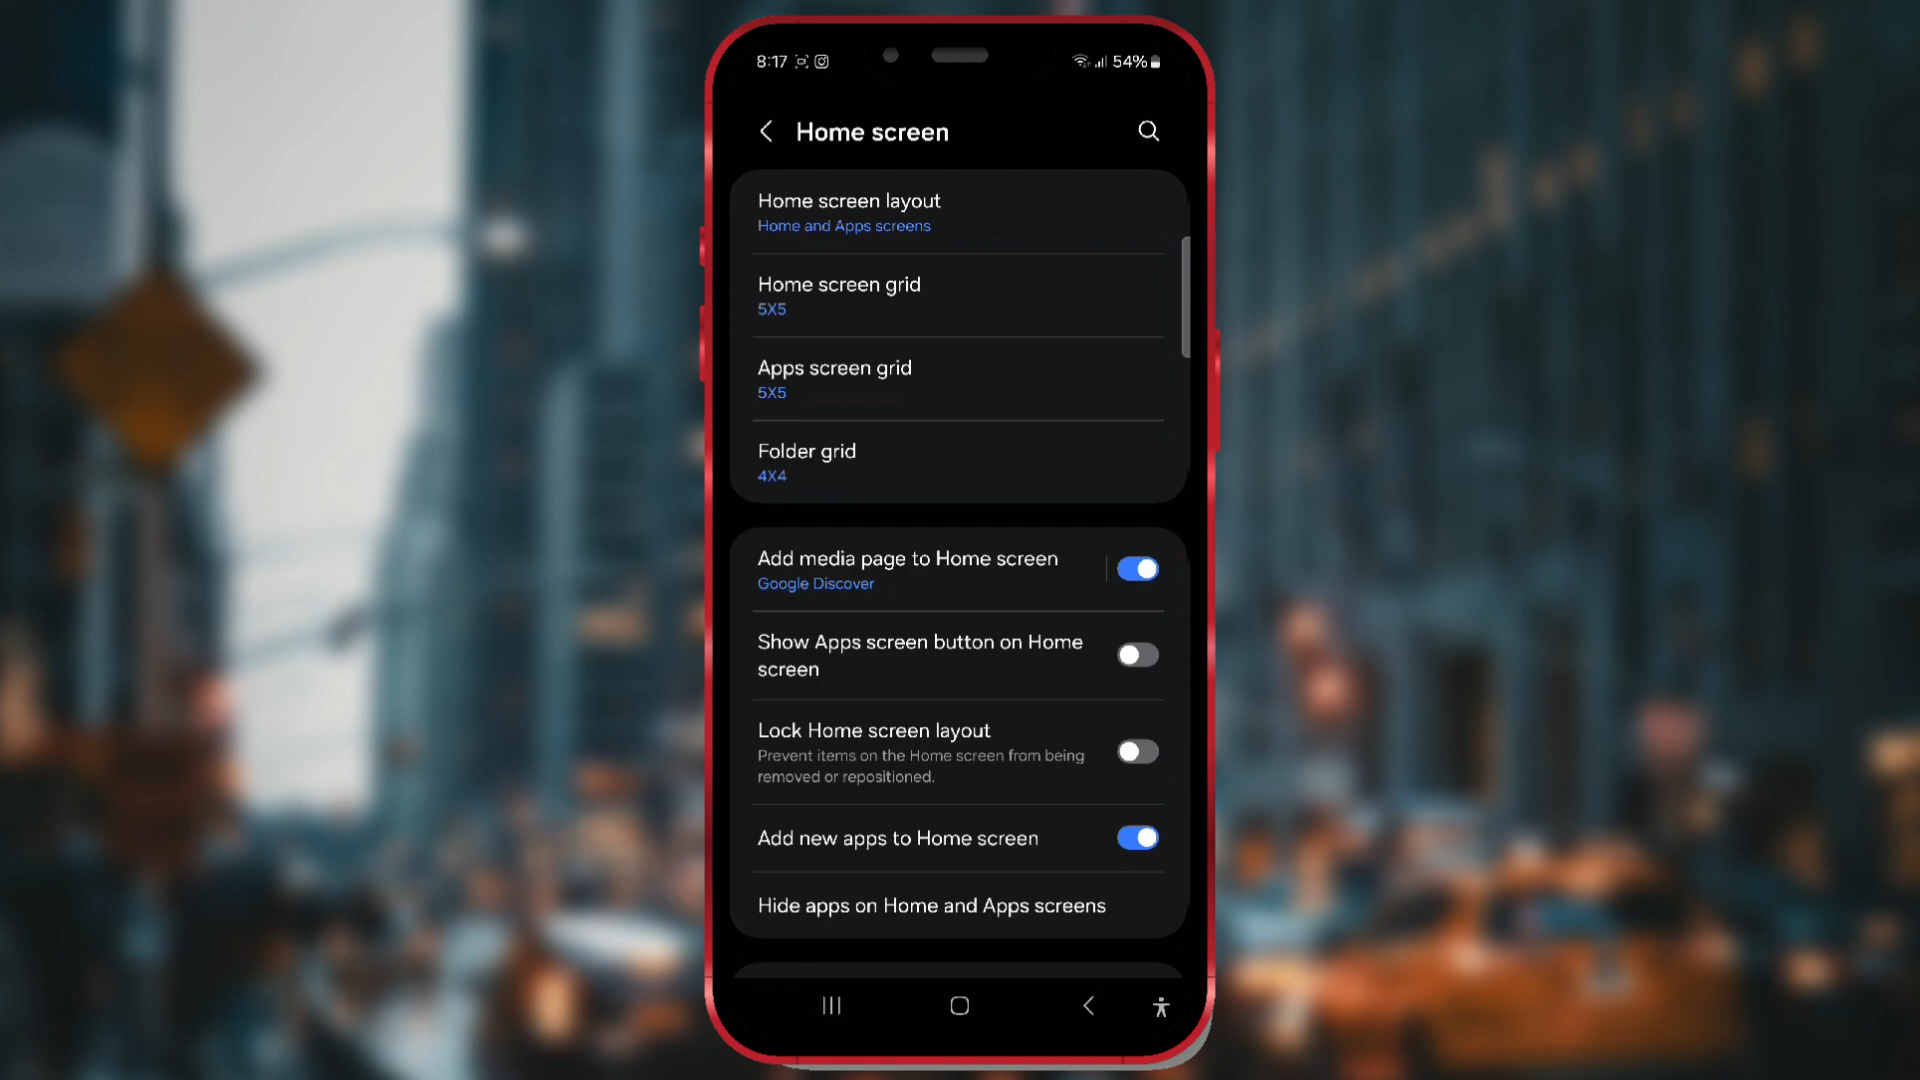 8:17
54%
Home screen
Home screen layout
Home and Apps screens
Home screen grid
5X5
Apps screen grid
5X5
Folder grid
4X4
Add media page to Home screen
Google Discover
Show Apps screen button on Home
screen
Lock Home screen layout
Prevent items on the Home screen from being
removed or repositioned.
Add new apps to Home screen
Hide apps on Home and Apps screens